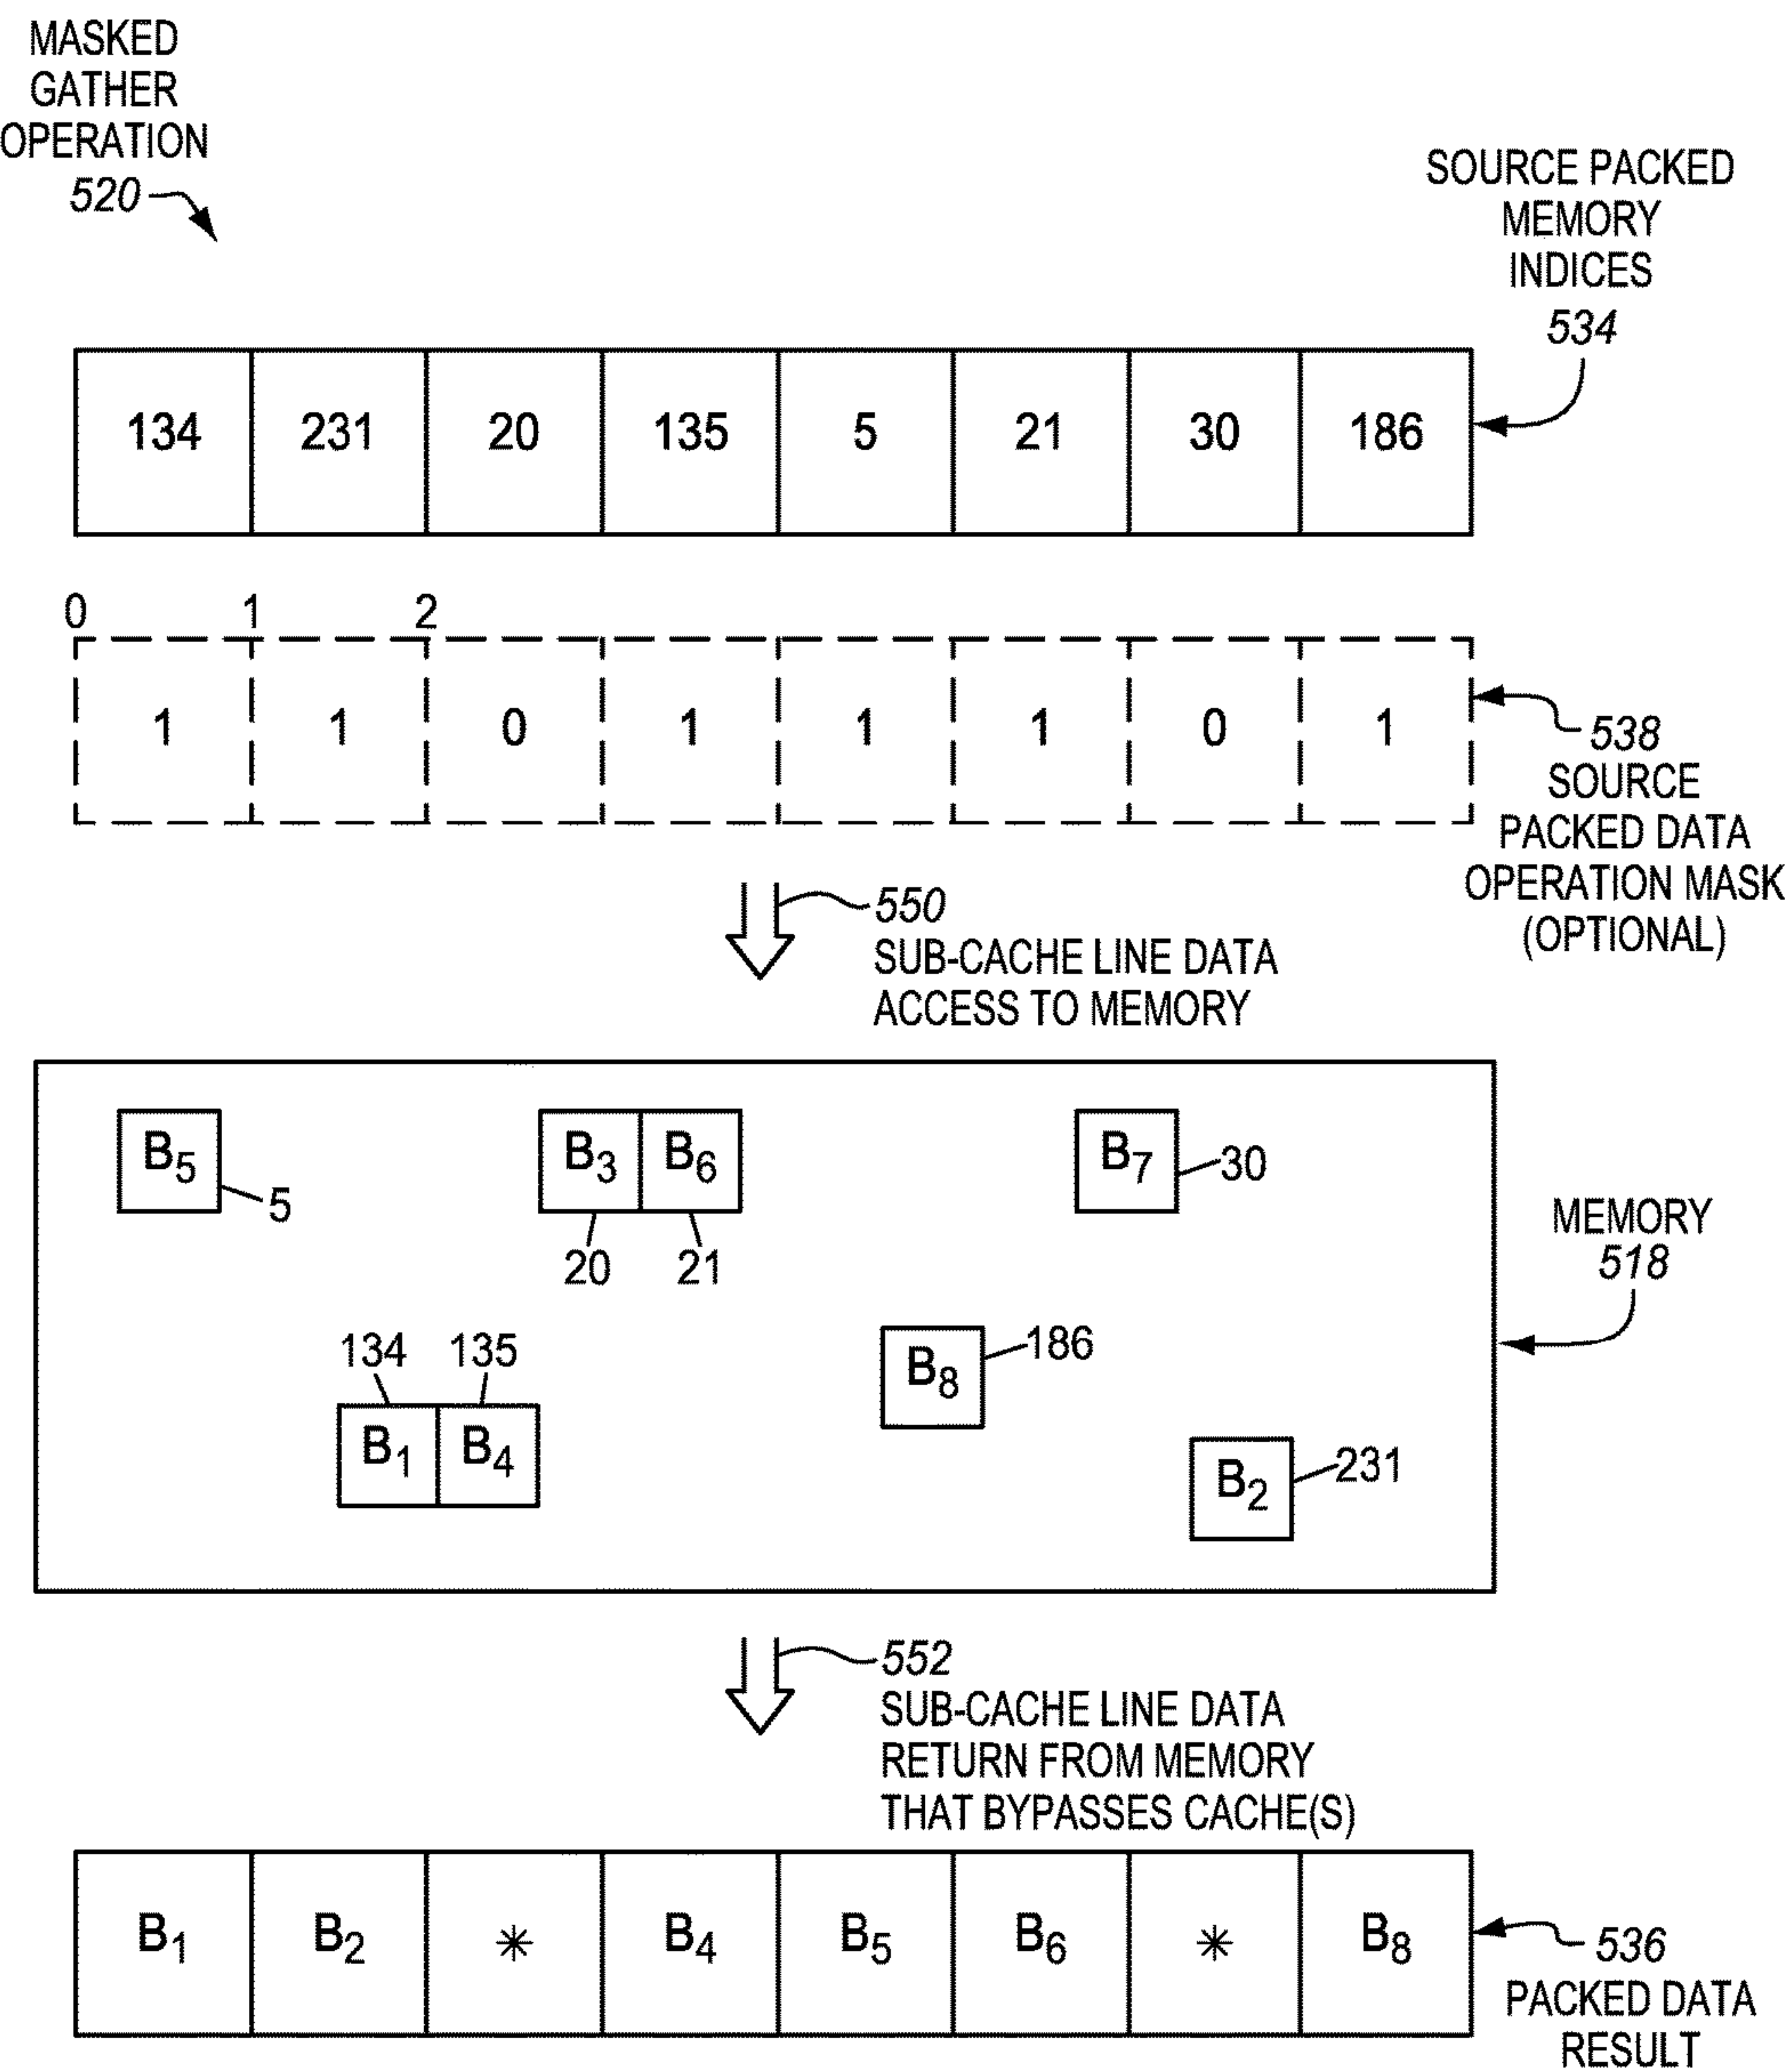 MASKED
GATHER
OPERATION
520
SOURCE PACKED
MEMORY
INDICES
534
134 231 20 135 5 21 30 186
0 1 2
1 1 0 1 1 1 0 1
538
SOURCE
PACKED DATA
OPERATION MASK
(OPTIONAL)
550
SUB-CACHE LINE DATA
ACCESS TO MEMORY
B5 B3 B6 B7
5 20 21 30
MEMORY
518
134 135 186
B8
B1 B4
B2 231
552
SUB-CACHE LINE DATA
RETURN FROM MEMORY
THAT BYPASSES CACHE(S)
B1 B2 * B4 B5 B6 * B8
536
PACKED DATA
RESULT